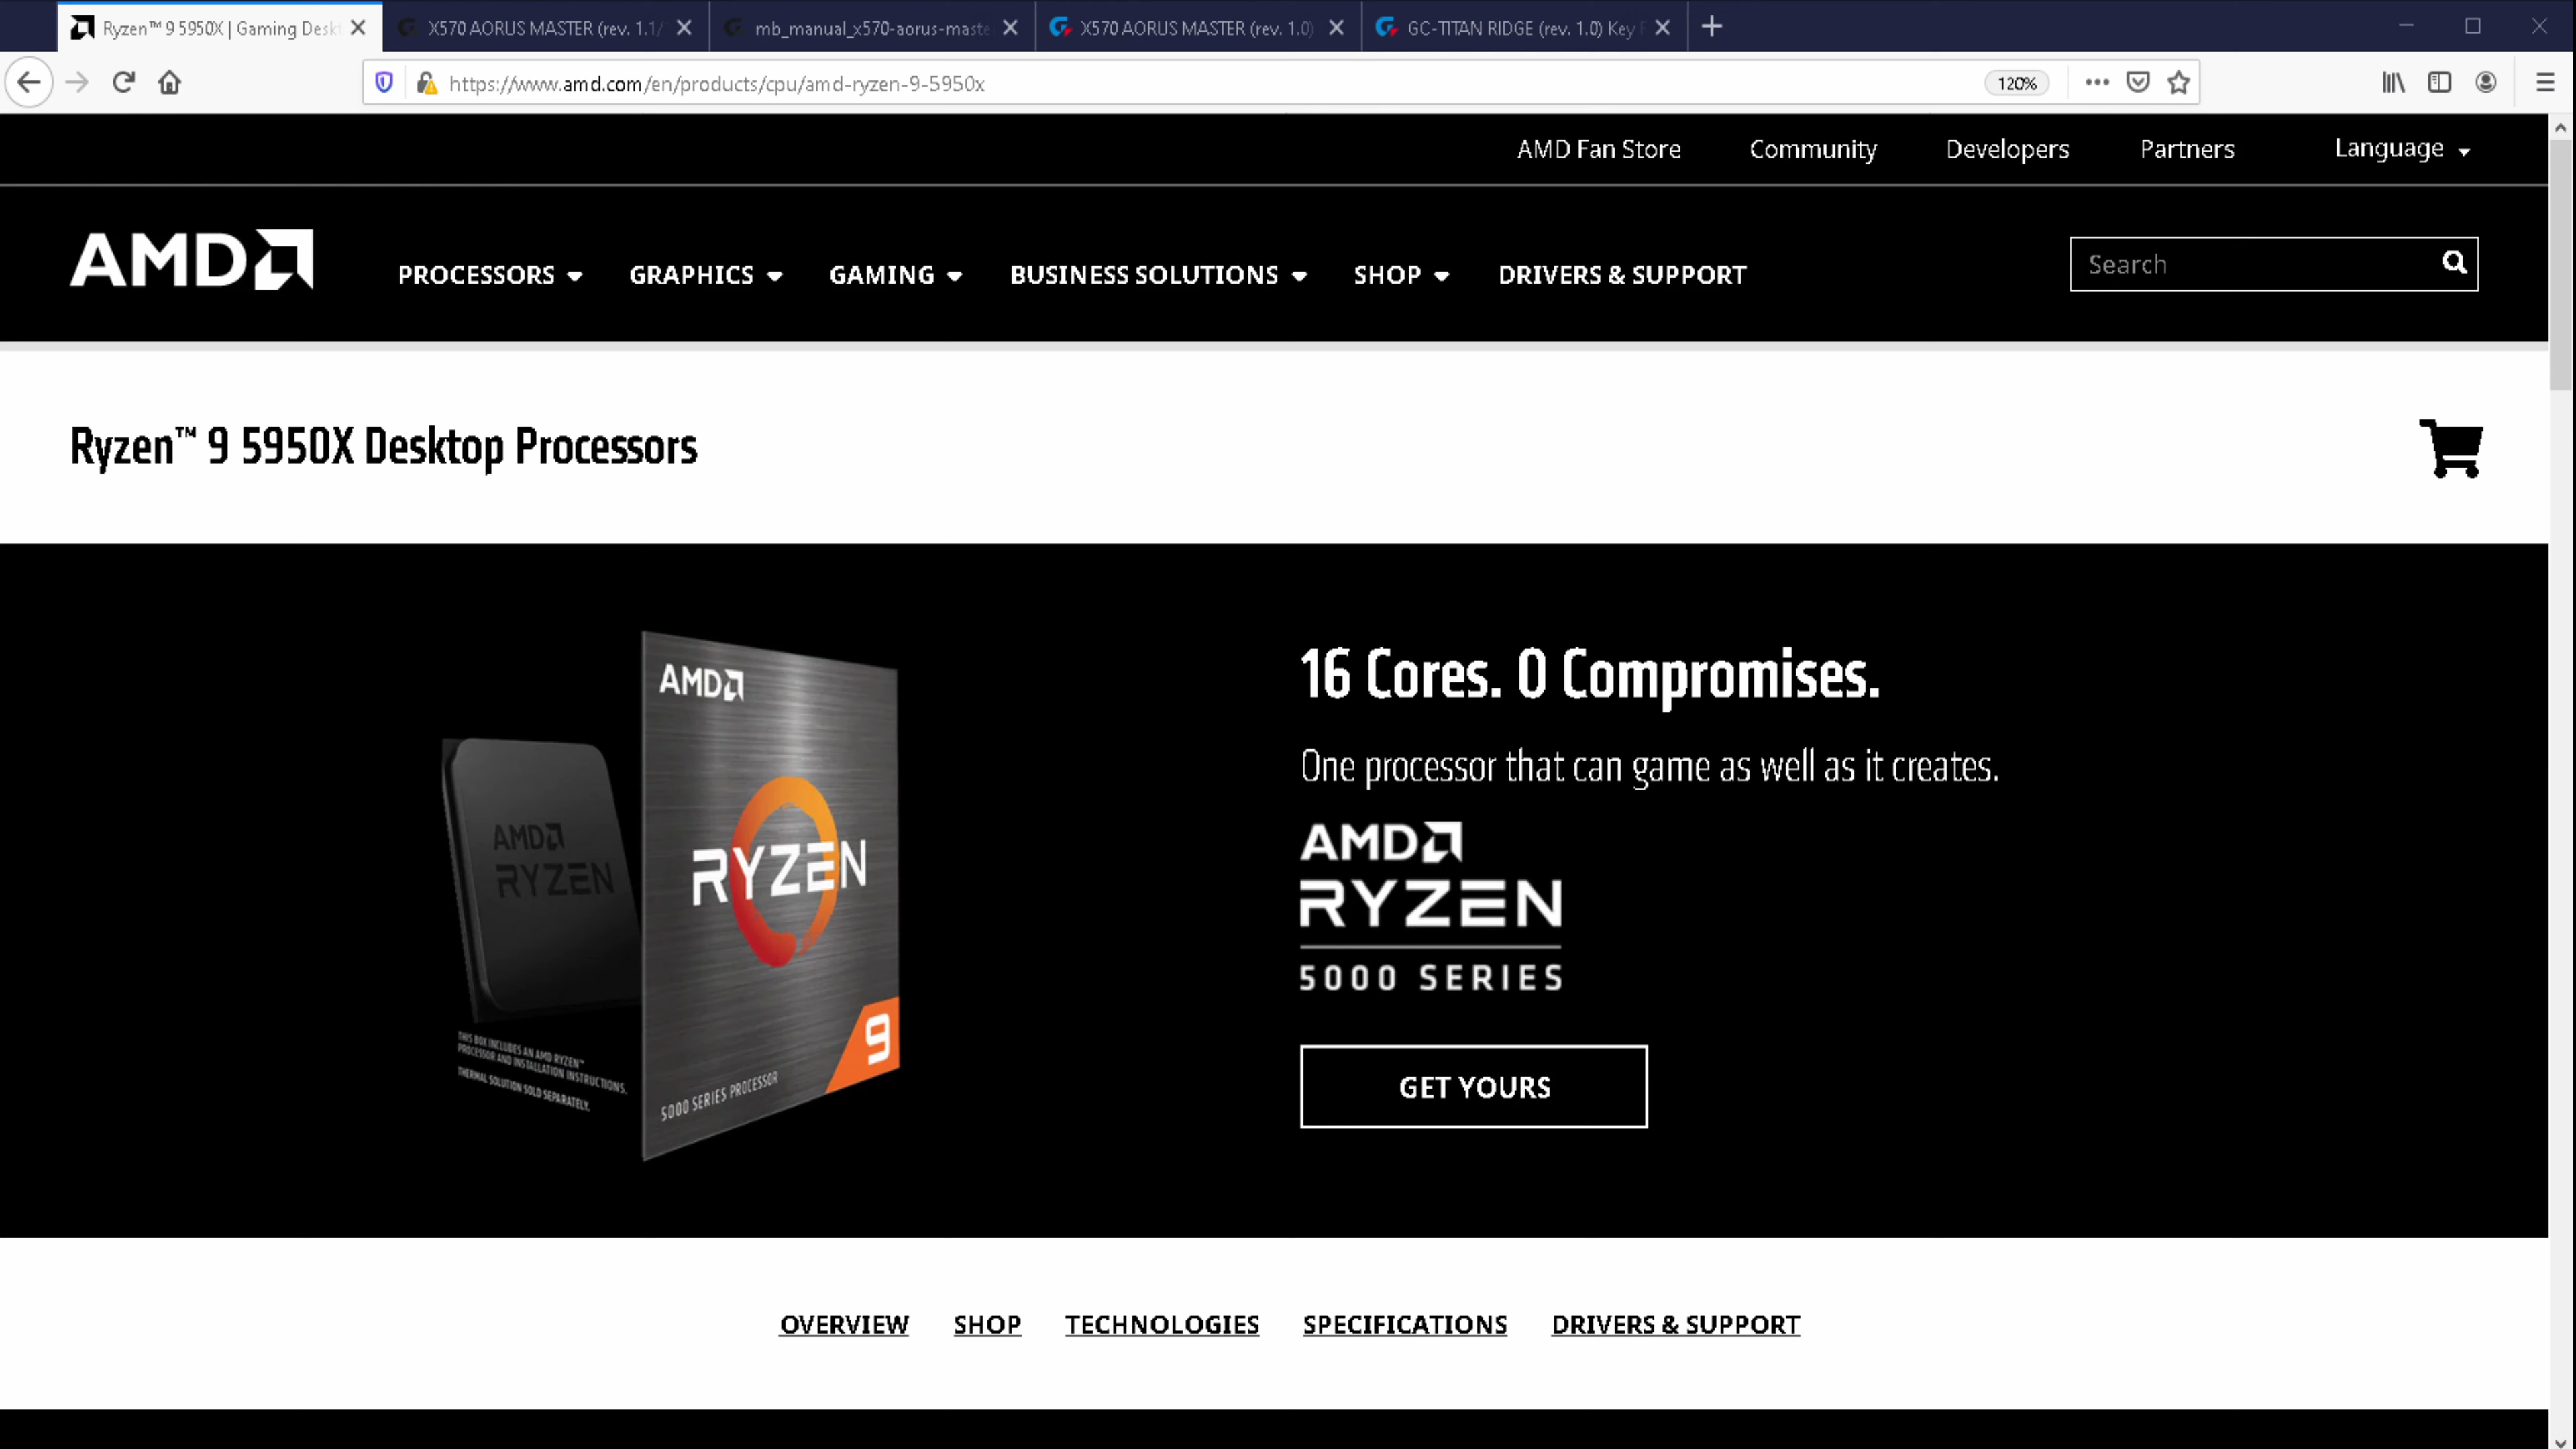 Ryzen™ 9 5950X | Gaming Deskt
X570 AORUS MASTER (rev. 1.1/
mb_manual_x570-aorus-maste
X570 AORUS MASTER (rev. 1.0)
GC-TITAN RIDGE (rev. 1.0) Key F
https://www.amd.com/en/products/cpu/amd-ryzen-9-5950x
120%
AMD Fan Store
Community
Developers
Partners
Language
AMD
PROCESSORS
GRAPHICS
GAMING
BUSINESS SOLUTIONS
SHOP
DRIVERS & SUPPORT
Search
Ryzen™ 9 5950X Desktop Processors
AMD
RYZEN
9
5000 SERIES PROCESSOR
AMD
RYZEN
THIS BOX INCLUDES AN AMD RYZEN™
PROCESSOR AND INSTALLATION INSTRUCTIONS.
THERMAL SOLUTION SOLD SEPARATELY.
16 Cores. 0 Compromises.
One processor that can game as well as it creates.
AMD
RYZEN
5000 SERIES
GET YOURS
OVERVIEW
SHOP
TECHNOLOGIES
SPECIFICATIONS
DRIVERS & SUPPORT